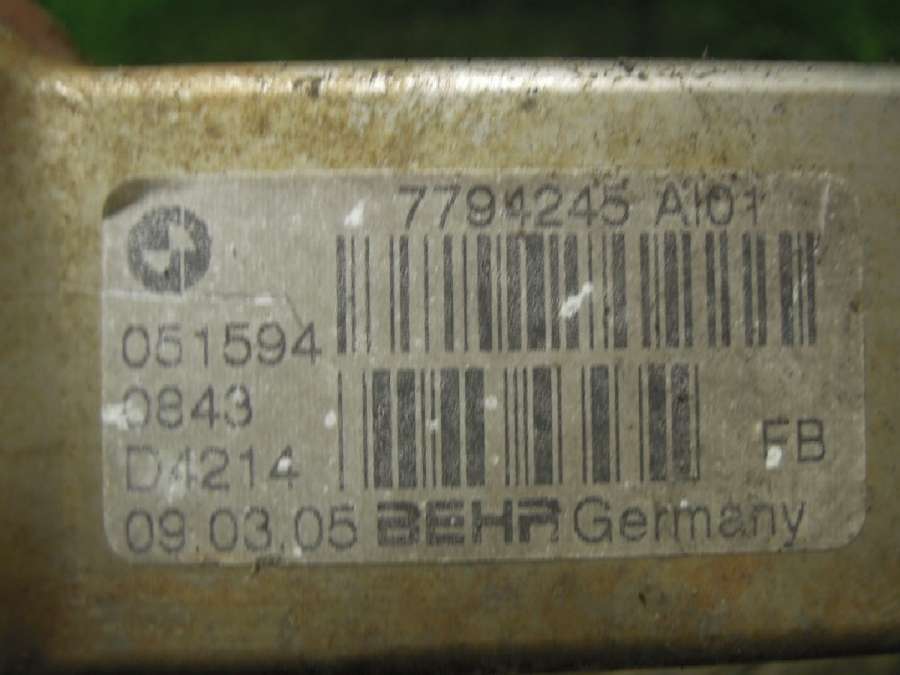 7794245 AI01
051594
0843
D4214
FB
09.03.05 BEHR Germany